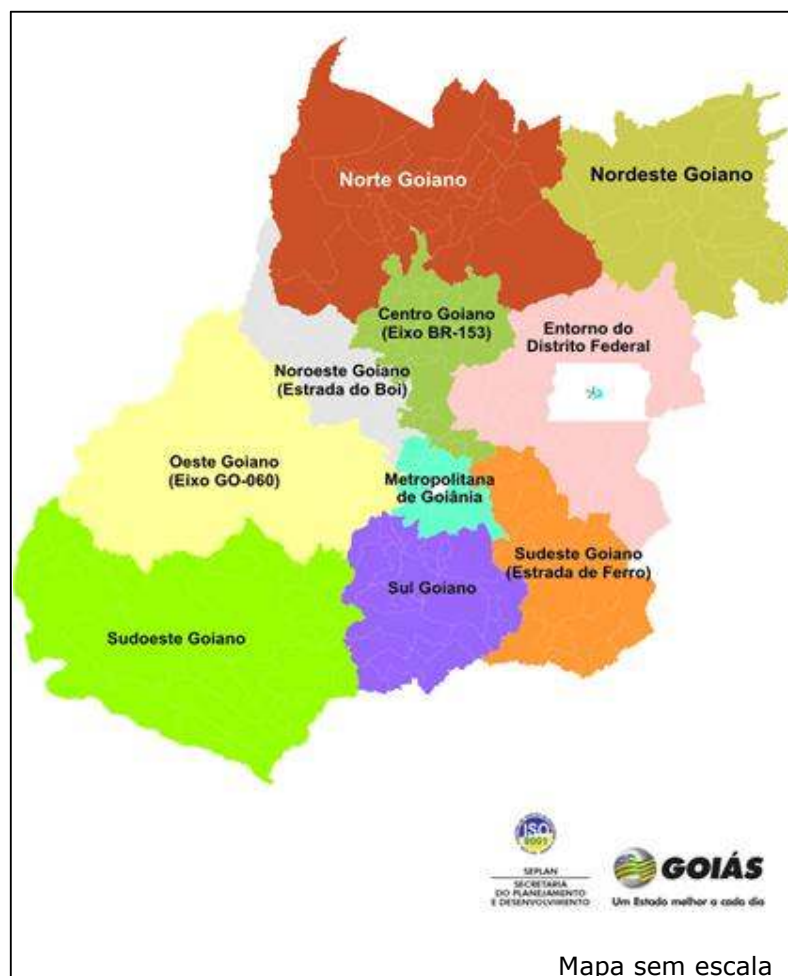 Norte Goiano
Nordeste Goiano
Centro Goiano
(Eixo BR-153)
Entorno do
Distrito Federal
Noroeste Goiano
(Estrada do Boi)
Oeste Goiano
(Eixo GO-060)
Metropolitana
de Goiânia
Sudeste Goiano
(Estrada de Ferro)
Sul Goiano
Sudoeste Goiano
ISO
9001
SEPLAN
SECRETARIA
DO PLANEJAMENTO
E DESENVOLVIMENTO
GOIÁS
Um Estado melhor a cada dia
Mapa sem escala